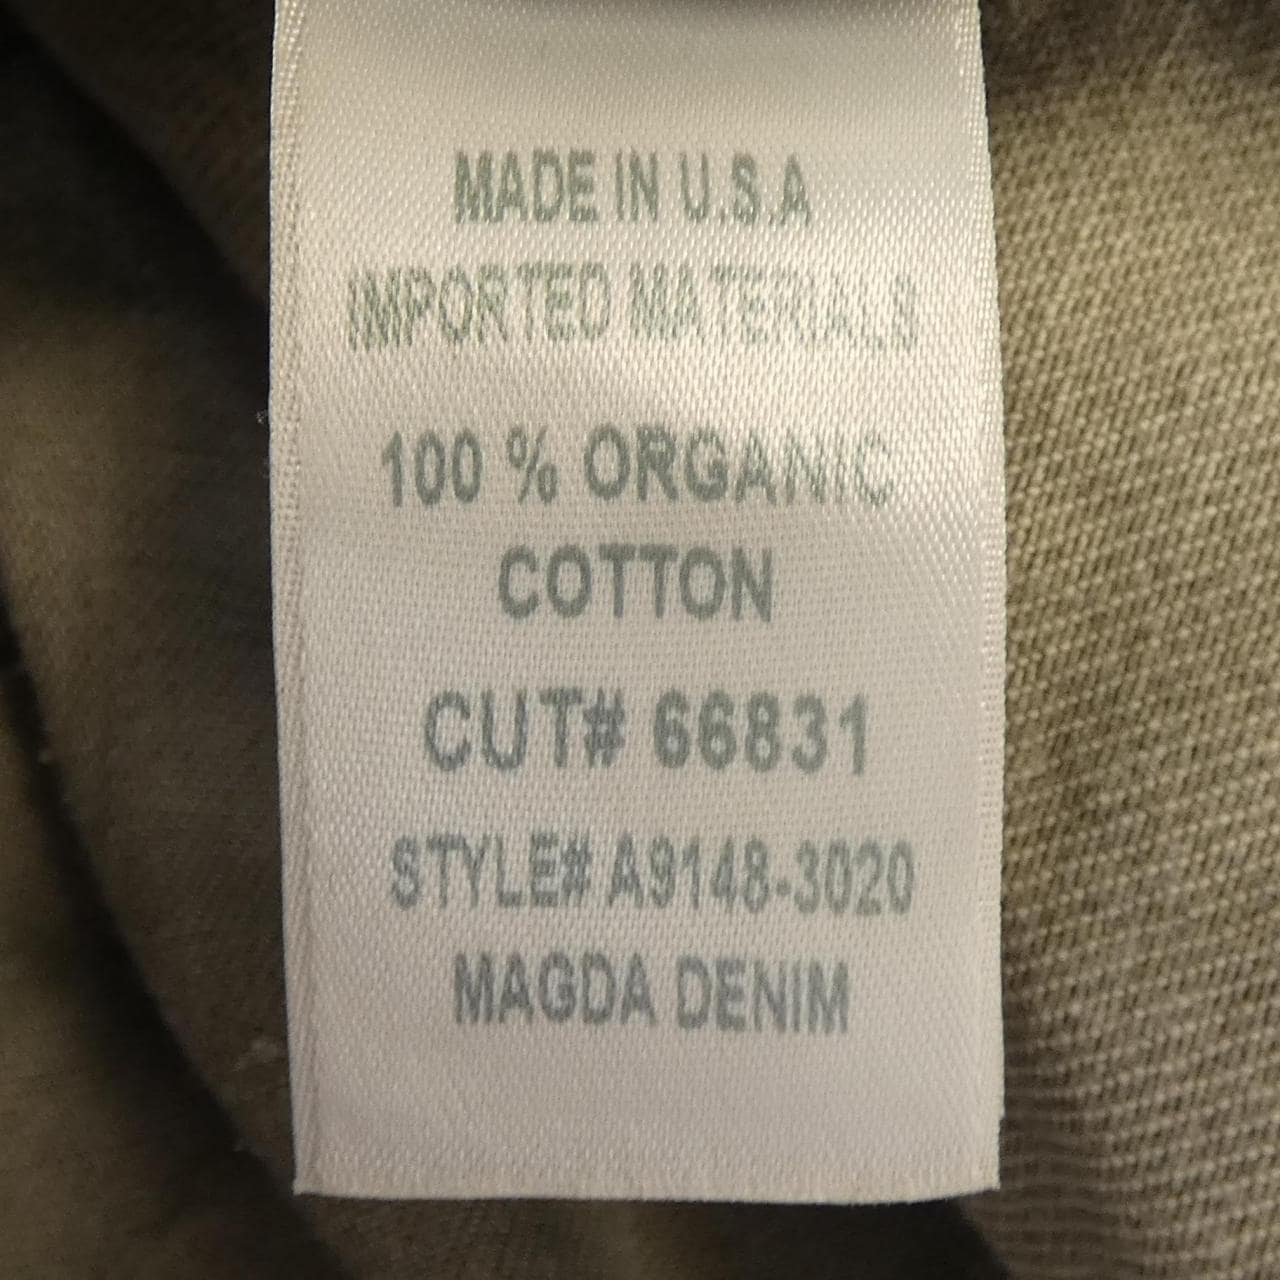 MADE IN U.S.A
IMPORTED MATERIALS
100 % ORGANIC
COTTON
CUT# 66831
STYLE# A9148-3020
MAGDA DENIM